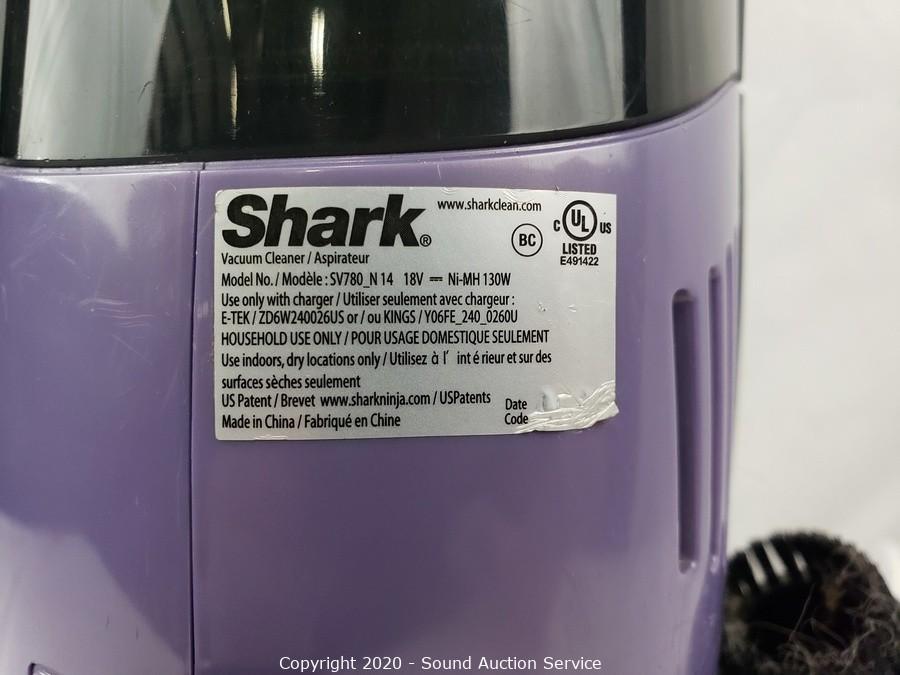 Shark® www.sharkclean.com
BC
C UL US
LISTED
E491422
Vacuum Cleaner / Aspirateur
Model No. / Modèle : SV780_N 14 18V ⎓ Ni-MH 130W
Use only with charger / Utiliser seulement avec chargeur :
E-TEK / ZD6W240026US or / ou KINGS / Y06FE_240_0260U
HOUSEHOLD USE ONLY / POUR USAGE DOMESTIQUE SEULEMENT
Use indoors, dry locations only / Utilisez à l' int é rieur et sur des
surfaces sèches seulement
US Patent / Brevet www.sharkninja.com / USPatents
Made in China / Fabriqué en Chine
Date
Code
Copyright 2020 - Sound Auction Service